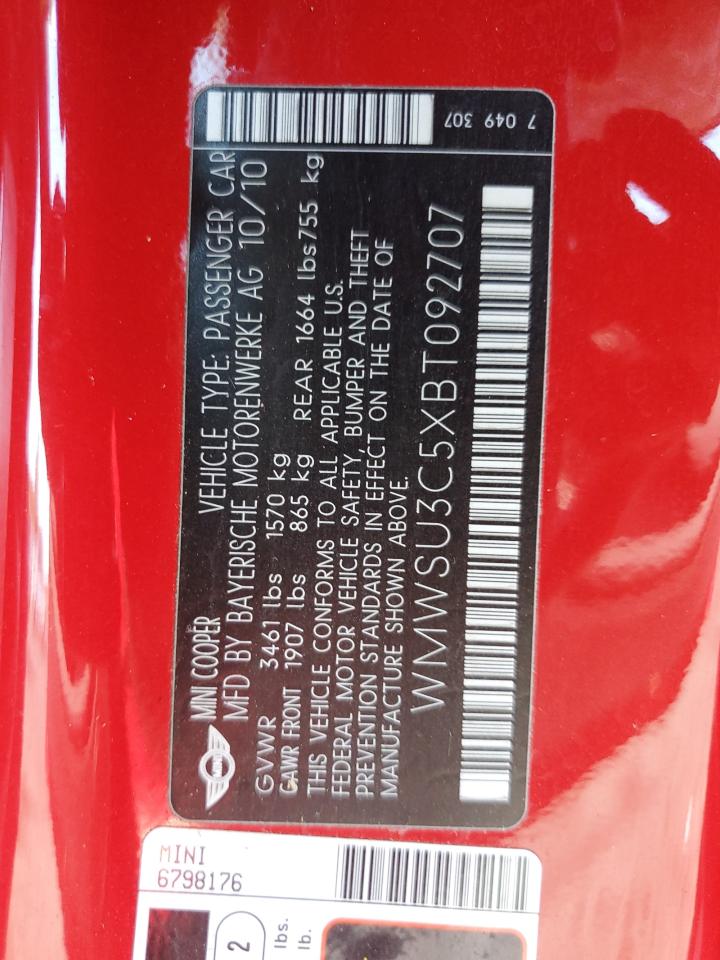 MINI COOPER VEHICLE TYPE: PASSENGER CAR
MFD BY BAYERISCHE MOTORENWERKE AG 10/10
GVWR 3461 lbs 1570 kg
GAWR FRONT 1907 lbs 865 kg REAR 1664 lbs 755 kg
THIS VEHICLE CONFORMS TO ALL APPLICABLE U.S.
FEDERAL MOTOR VEHICLE SAFETY, BUMPER AND THEFT
PREVENTION STANDARDS IN EFFECT ON THE DATE OF
MANUFACTURE SHOWN ABOVE.
WMWSU3C5XBT092707
7 049 307
MINI
6798176
2
lbs.
lb.